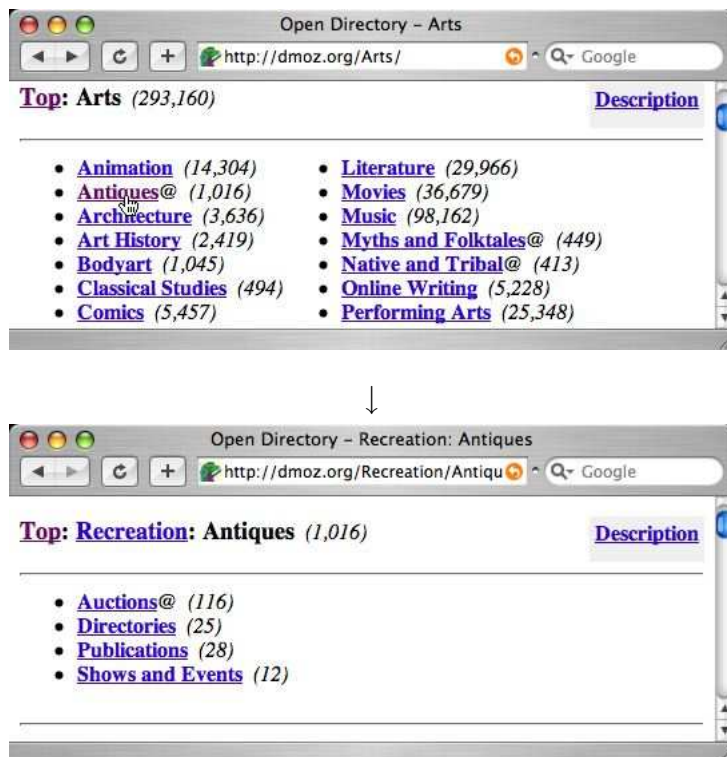 Open Directory – Arts
http://dmoz.org/Arts/
Google
Top: Arts (293,160)
Description
• Animation (14,304)
• Antiques@ (1,016)
• Architecture (3,636)
• Art History (2,419)
• Bodyart (1,045)
• Classical Studies (494)
• Comics (5,457)
• Literature (29,966)
• Movies (36,679)
• Music (98,162)
• Myths and Folktales@ (449)
• Native and Tribal@ (413)
• Online Writing (5,228)
• Performing Arts (25,348)
↓
Open Directory – Recreation: Antiques
http://dmoz.org/Recreation/Antiqu
Google
Top: Recreation: Antiques (1,016)
Description
• Auctions@ (116)
• Directories (25)
• Publications (28)
• Shows and Events (12)